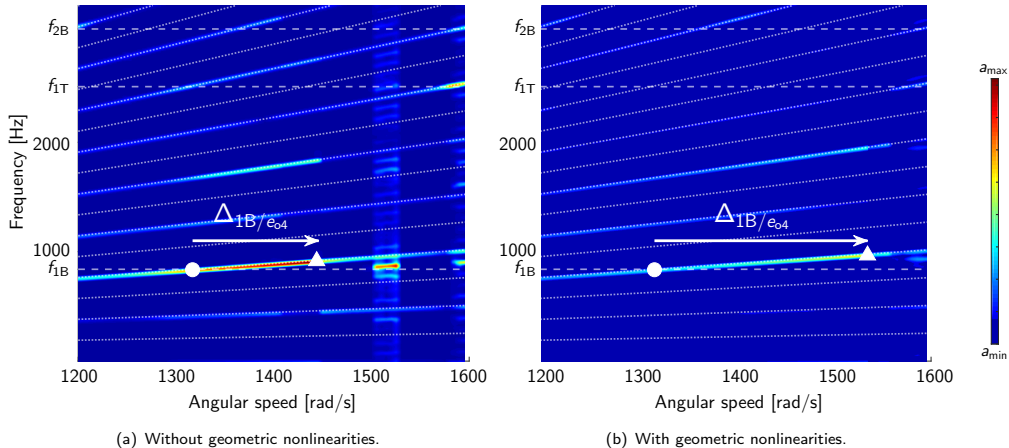 f2B
f1T
2000
1000
f1B
Frequency [Hz]
Δ1B/eo4
1200 1300 1400 1500 1600
Angular speed [rad/s]
(a) Without geometric nonlinearities.
f2B
f1T
2000
1000
f1B
Δ1B/eo4
1200 1300 1400 1500 1600
Angular speed [rad/s]
(b) With geometric nonlinearities.
amax
amin